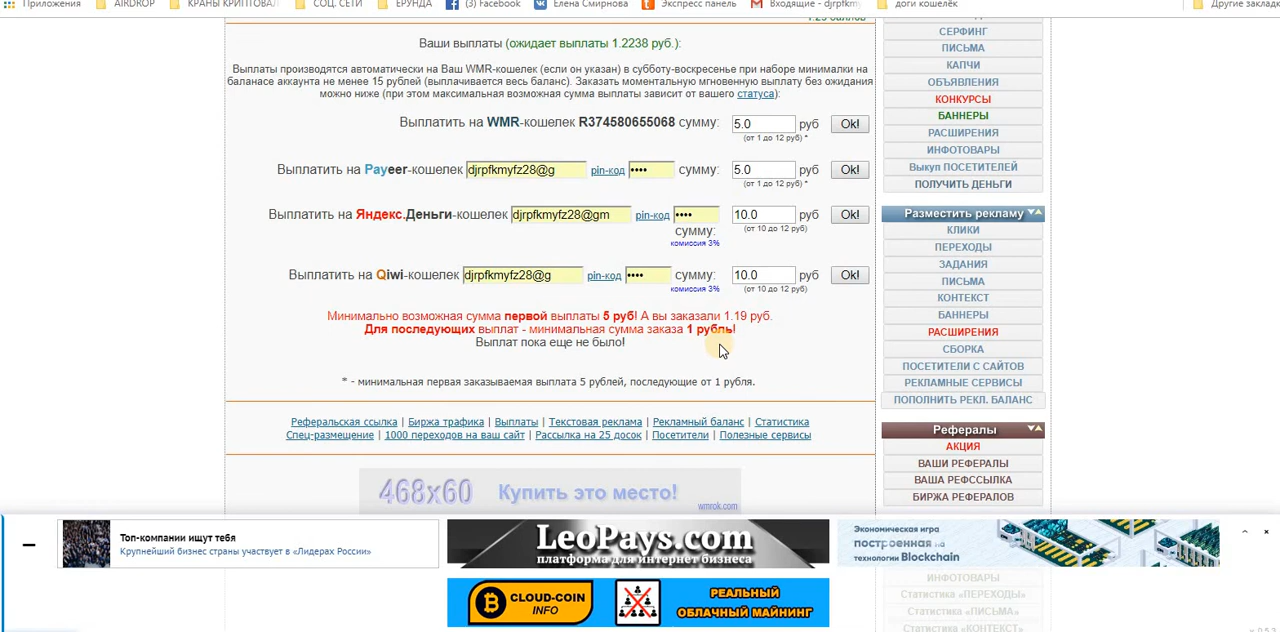 Приложения
AIRDROP
КРАНЫ КРИПТОВАЛ
СОЦ. СЕТИ
ЕРУНДА
(3) Facebook
Елена Смирнова
Экспресс панель
Входящие - djrpfkm
доги кошелёк
Другие заклад
Ваши выплаты (ожидает выплаты 1.2238 руб.):
Выплаты производятся автоматически на Ваш WMR-кошелек (если он указан) в субботу-воскресенье при наборе минималки на
балансе аккаунта не менее 15 рублей (выплачивается весь баланс). Заказать моментальную мгновенную выплату без ожидания
можно ниже (при этом максимальная возможная сумма выплаты зависит от вашего статуса):
Выплатить на WMR-кошелек R374580655068 сумму: 5.0 руб Ok!
(от 1 до 12 руб) *
Выплатить на Payeer-кошелек djrpfkmyfz28@g pin-код •••• сумму: 5.0 руб Ok!
(от 1 до 12 руб) *
Выплатить на Яндекс.Деньги-кошелек djrpfkmyfz28@gm pin-код •••• 10.0 руб Ok!
сумму: (от 10 до 12 руб)
комиссия 3%
Выплатить на Qiwi-кошелек djrpfkmyfz28@g pin-код •••• сумму: 10.0 руб Ok!
комиссия 3% (от 10 до 12 руб)
Минимально возможная сумма первой выплаты 5 руб! А вы заказали 1.19 руб.
Для последующих выплат - минимальная сумма заказа 1 рубль!
Выплат пока еще не было!
* - минимальная первая заказываемая выплата 5 рублей, последующие от 1 рубля.
Реферальская ссылка | Биржа трафика | Выплаты | Текстовая реклама | Рекламный баланс | Статистика
Спец-размещение | 1000 переходов на ваш сайт | Рассылка на 25 досок | Посетители | Полезные сервисы
468x60 Купить это место!
wmrok.com
СЕРФИНГ
ПИСЬМА
КАПЧИ
ОБЪЯВЛЕНИЯ
КОНКУРСЫ
БАННЕРЫ
РАСШИРЕНИЯ
ИНФОТОВАРЫ
Выкуп ПОСЕТИТЕЛЕЙ
ПОЛУЧИТЬ ДЕНЬГИ
Разместить рекламу
КЛИКИ
ПЕРЕХОДЫ
ЗАДАНИЯ
ПИСЬМА
КОНТЕКСТ
БАННЕРЫ
РАСШИРЕНИЯ
СБОРКА
ПОСЕТИТЕЛИ С САЙТОВ
РЕКЛАМНЫЕ СЕРВИСЫ
ПОПОЛНИТЬ РЕКЛ. БАЛАНС
Рефералы
АКЦИЯ
ВАШИ РЕФЕРАЛЫ
ВАША РЕФССЫЛКА
БИРЖА РЕФЕРАЛОВ
Топ-компании ищут тебя
Крупнейший бизнес страны участвует в «Лидерах России»
LeoPays.com
платформа для интернет бизнеса
Экономическая игра
построенная на
технологии Blockchain
CLOUD-COIN
INFO
РЕАЛЬНЫЙ
ОБЛАЧНЫЙ МАЙНИНГ
ИНФОТОВАРЫ
Статистика «ПЕРЕХОДЫ»
Статистика «ПИСЬМА»
Статистика «КОНТЕКСТ»